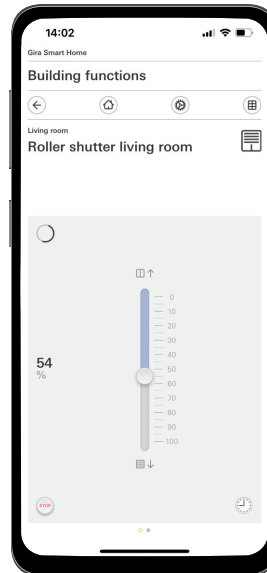 14:02
Gira Smart Home
Building functions
Living room
Roller shutter living room
0
10
20
30
40
54
%
50
60
70
80
90
100
STOP